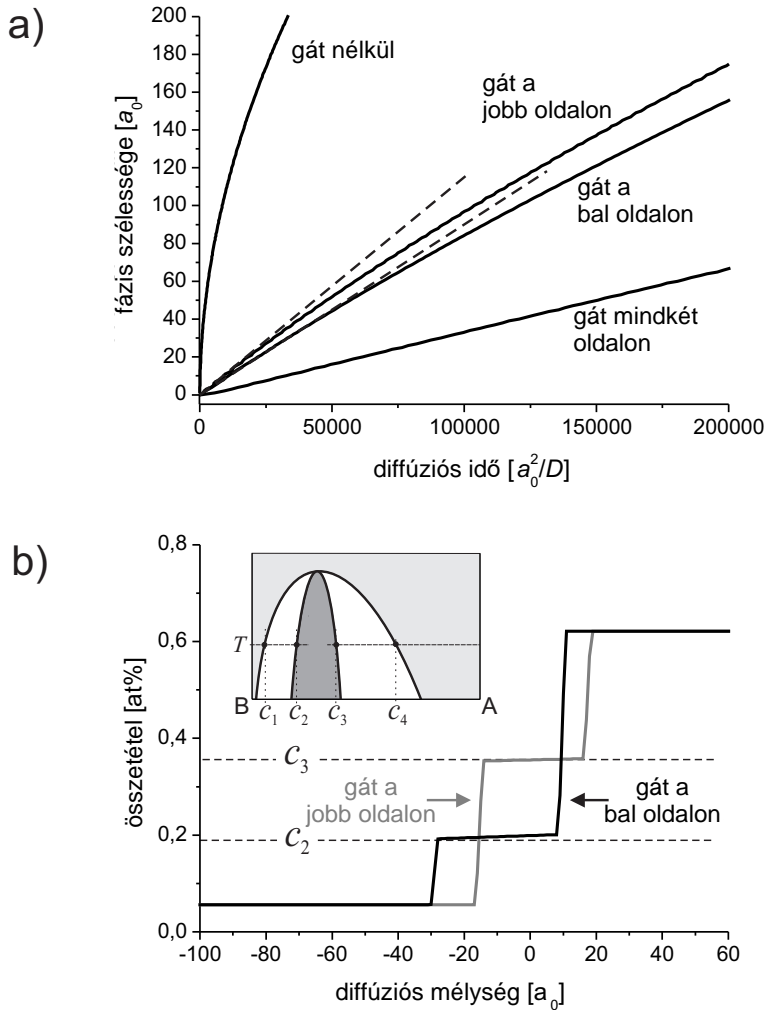 a)
200
180
160
140
120
100
80
60
40
20
0
fázis szélessége [a₀]
gát nélkül
gát a
jobb oldalon
gát a
bal oldalon
gát mindkét
oldalon
0
50000
100000
150000
200000
diffúziós idő [a₀²/D]
b)
0,8
0,6
0,4
0,2
0,0
összetétel [at%]
T
B
A
c₁
c₂
c₃
c₄
c₃
gát a
jobb oldalon
gát a
bal oldalon
c₂
-100
-80
-60
-40
-20
0
20
40
60
diffúziós mélység [a₀]